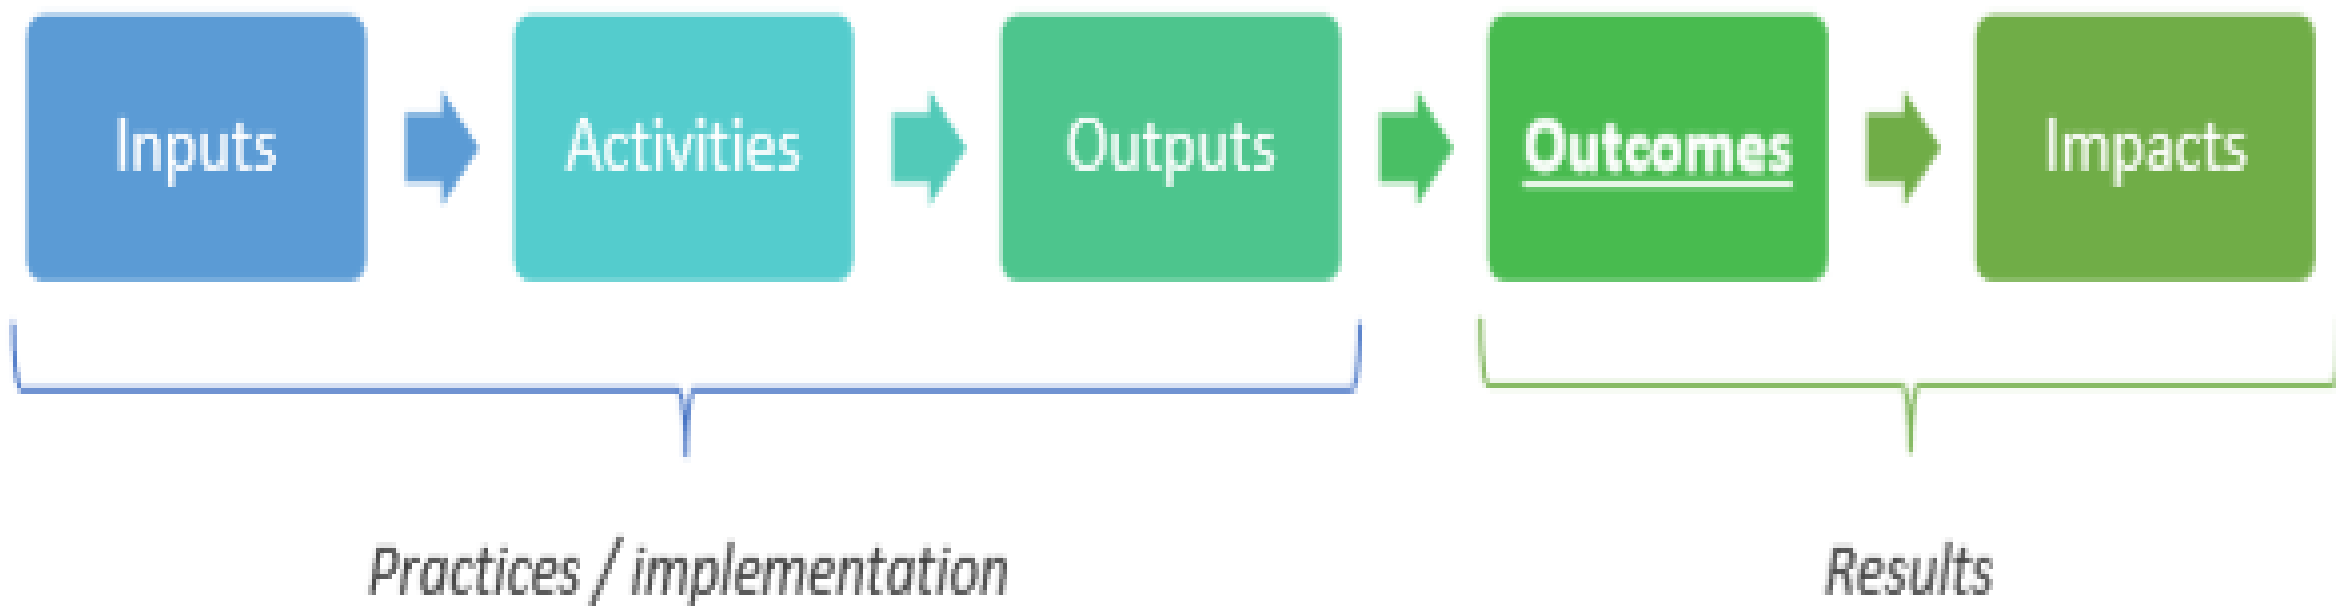 Inputs
Activities
Outputs
Outcomes
Impacts
Practices / implementation
Results